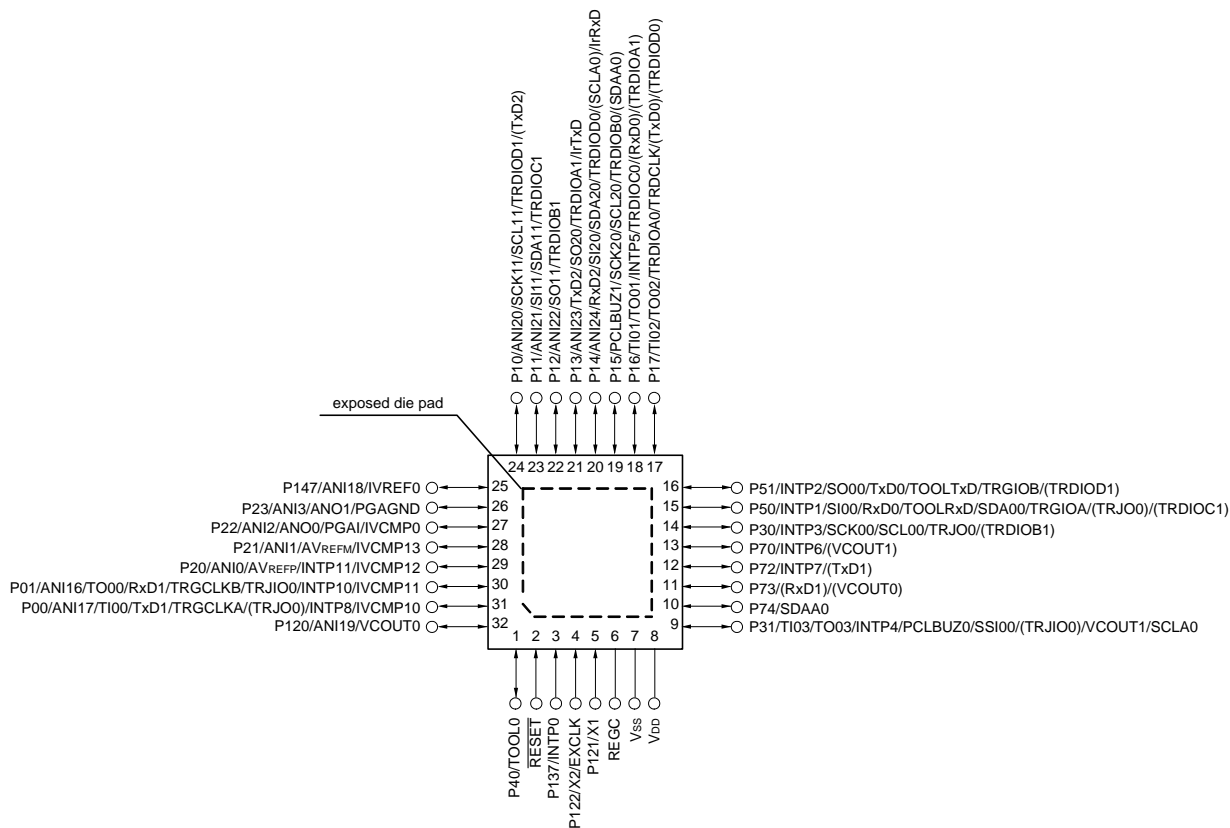 P10/ANI20/SCK11/SCL11/TRDIOD1/(TxD2)
P11/ANI21/SI11/SDA11/TRDIOC1
P12/ANI22/SO11/TRDIOB1
P13/ANI23/TxD2/SO20/TRDIOA1/IrTxD
P14/ANI24/RxD2/SI20/SDA20/TRDIOD0/(SCLA0)/IrRxD
P15/PCLBUZ1/SCK20/SCL20/TRDIOB0/(SDAA0)
P16/TI01/TO01/INTP5/TRDIOC0/(RxD0)/(TRDIOA1)
P17/TI02/TO02/TRDIOA0/TRDCLK/(TxD0)/(TRDIOD0)
exposed die pad
24 23 22 21 20 19 18 17
P147/ANI18/IVREF0 25
P23/ANI3/ANO1/PGAGND 26
P22/ANI2/ANO0/PGAI/IVCMP0 27
P21/ANI1/AVREFM/IVCMP13 28
P20/ANI0/AVREFP/INTP11/IVCMP12 29
P01/ANI16/TO00/RxD1/TRGCLKB/TRJIO0/INTP10/IVCMP11 30
P00/ANI17/TI00/TxD1/TRGCLKA/(TRJO0)/INTP8/IVCMP10 31
P120/ANI19/VCOUT0 32
16 P51/INTP2/SO00/TxD0/TOOLTxD/TRGIOB/(TRDIOD1)
15 P50/INTP1/SI00/RxD0/TOOLRxD/SDA00/TRGIOA/(TRJO0)/(TRDIOC1)
14 P30/INTP3/SCK00/SCL00/TRJO0/(TRDIOB1)
13 P70/INTP6/(VCOUT1)
12 P72/INTP7/(TxD1)
11 P73/(RxD1)/(VCOUT0)
10 P74/SDAA0
9 P31/TI03/TO03/INTP4/PCLBUZ0/SSI00/(TRJIO0)/VCOUT1/SCLA0
1 2 3 4 5 6 7 8
P40/TOOL0
RESET
P137/INTP0
P122/X2/EXCLK
P121/X1
REGC
VSS
VDD